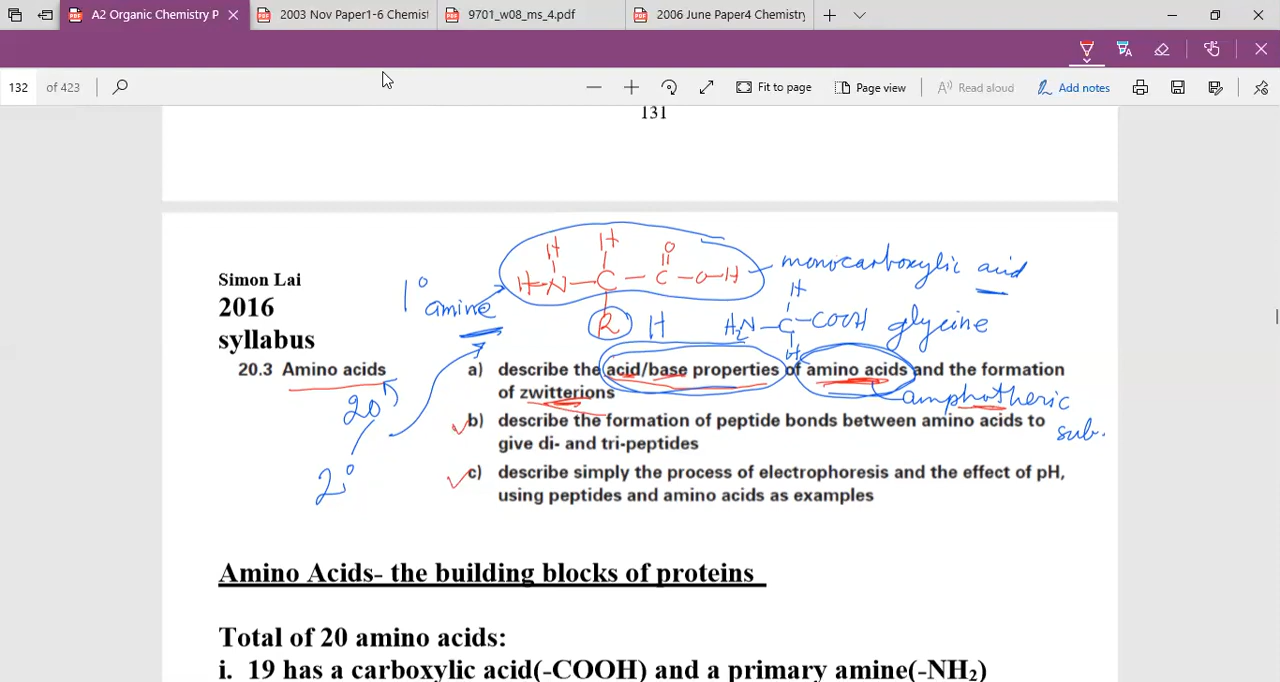 A2 Organic Chemistry P
2003 Nov Paper1-6 Chemist
9701_w08_ms_4.pdf
2006 June Paper4 Chemistry
132 of 423
Fit to page
Page view
Read aloud
Add notes
131
H H O
H-N-C-C-O-H
monocarboxylic acid
1° amine
R H
H
H₂N-C-COOH glycine
H
Simon Lai
2016
syllabus
20.3 Amino acids
a) describe the acid/base properties of amino acids and the formation
of zwitterions
amphotheric
sub.
b) describe the formation of peptide bonds between amino acids to
give di- and tri-peptides
c) describe simply the process of electrophoresis and the effect of pH,
using peptides and amino acids as examples
20
2°
Amino Acids- the building blocks of proteins
Total of 20 amino acids:
i. 19 has a carboxylic acid(-COOH) and a primary amine(-NH₂)